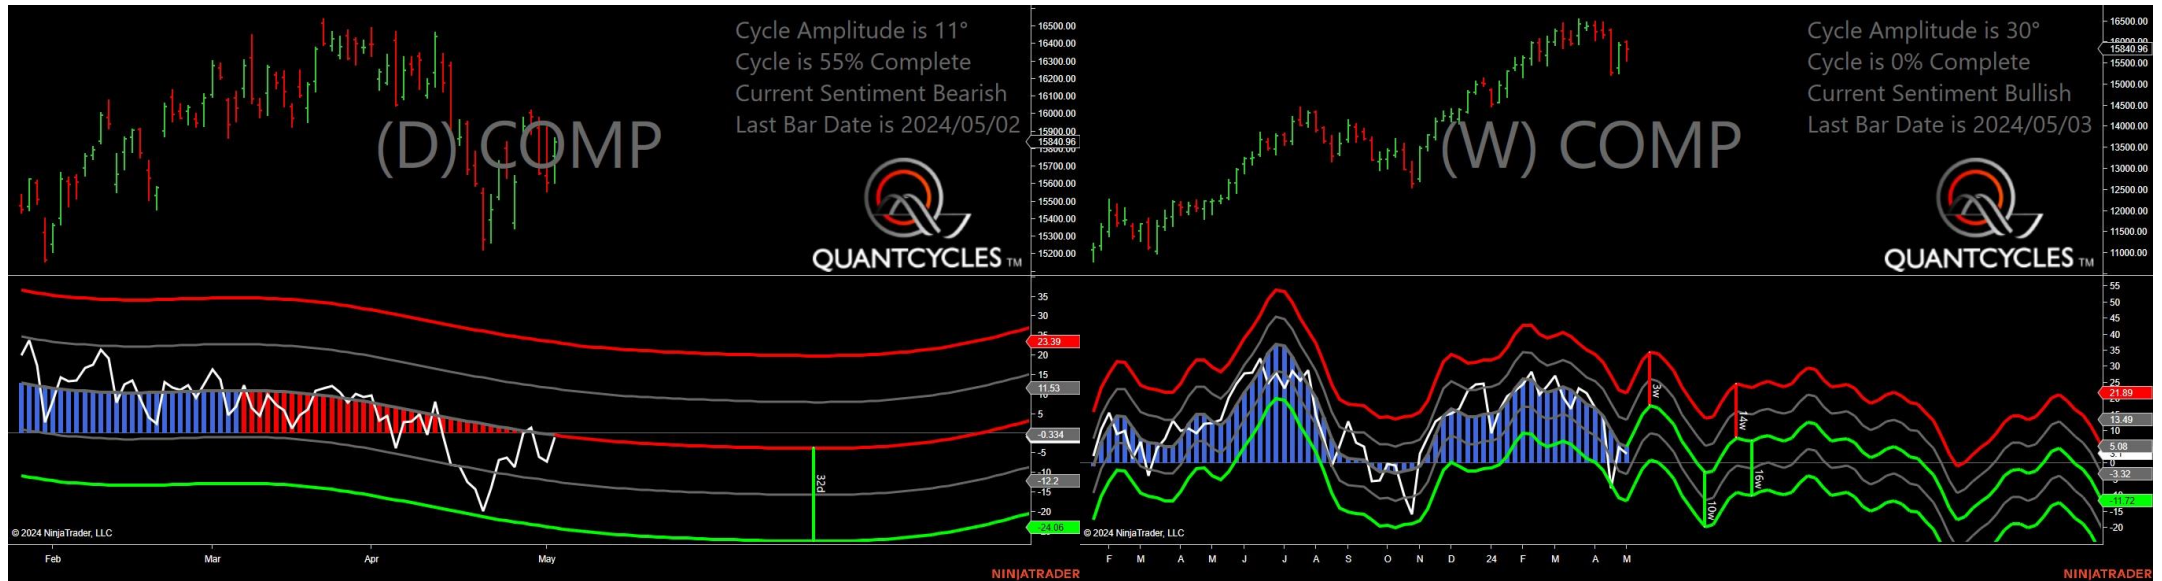 Cycle Amplitude is 11°
Cycle is 55% Complete
Current Sentiment Bearish
Last Bar Date is 2024/05/02
(D) COMP
QUANTCYCLES TM
16500.00
16400.00
16300.00
16200.00
16100.00
16000.00
15900.00
15840.96
15700.00
15600.00
15500.00
15400.00
15300.00
15200.00
35
30
23.39
20
15
11.53
5
-0.334
-5
-10
-12.2
-15
-20
-24.06
32d
© 2024 NinjaTrader, LLC
Feb Mar Apr May
NINJATRADER
Cycle Amplitude is 30°
Cycle is 0% Complete
Current Sentiment Bullish
Last Bar Date is 2024/05/03
(W) COMP
QUANTCYCLES TM
16500.00
15840.96
15500.00
15000.00
14500.00
14000.00
13500.00
13000.00
12500.00
12000.00
11500.00
11000.00
55
50
45
40
35
30
25
21.89
13.49
10
5.08
-3.32
-11.72
-15
-20
3w
14w
10w
16w
© 2024 NinjaTrader, LLC
F M A M J J A S O N D 24 F M A M
NINJATRADER